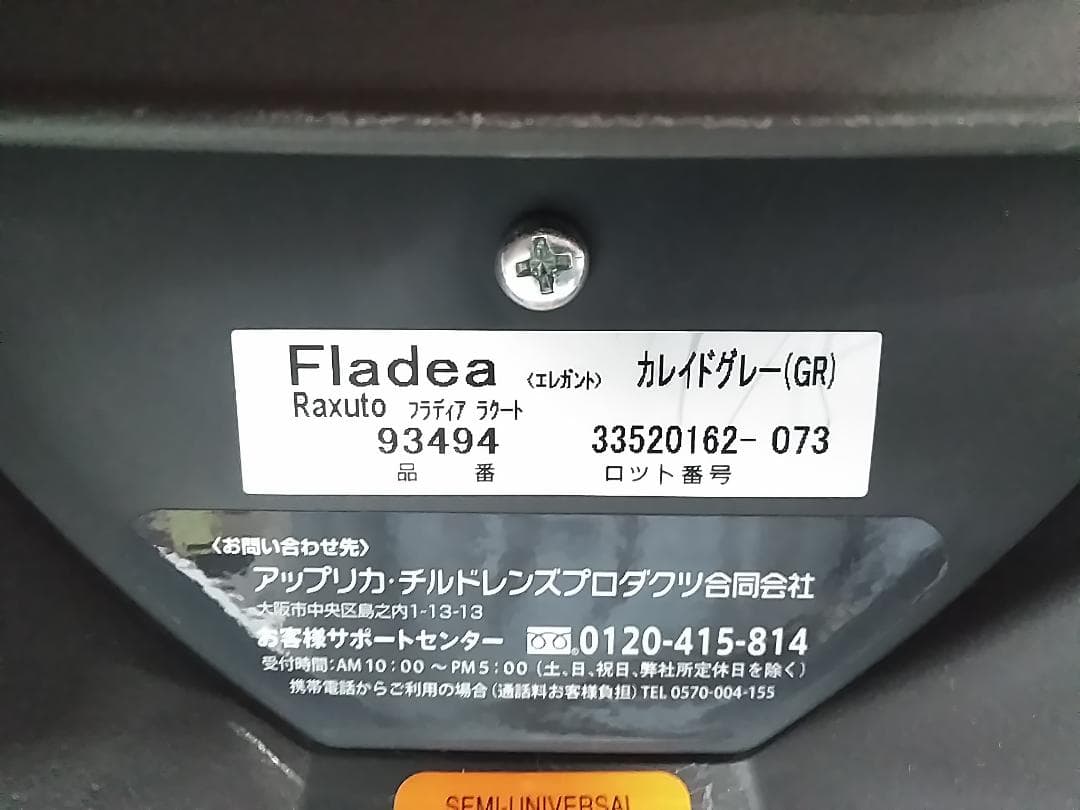 Fladea 〈エレガント〉 カレイドグレー(GR)
Raxuto フラディア ラクート
93494 33520162- 073
品 番 ロット番号
〈お問い合わせ先〉
アップリカ・チルドレンズプロダクツ合同会社
大阪市中央区島之内1-13-13
お客様サポートセンター 0120-415-814
受付時間:AM10:00～PM5:00(土、日、祝日、弊社所定休日を除く)
携帯電話からご利用の場合(通話料お客様負担)TEL 0570-004-155
SEMI-UNIVERSAL